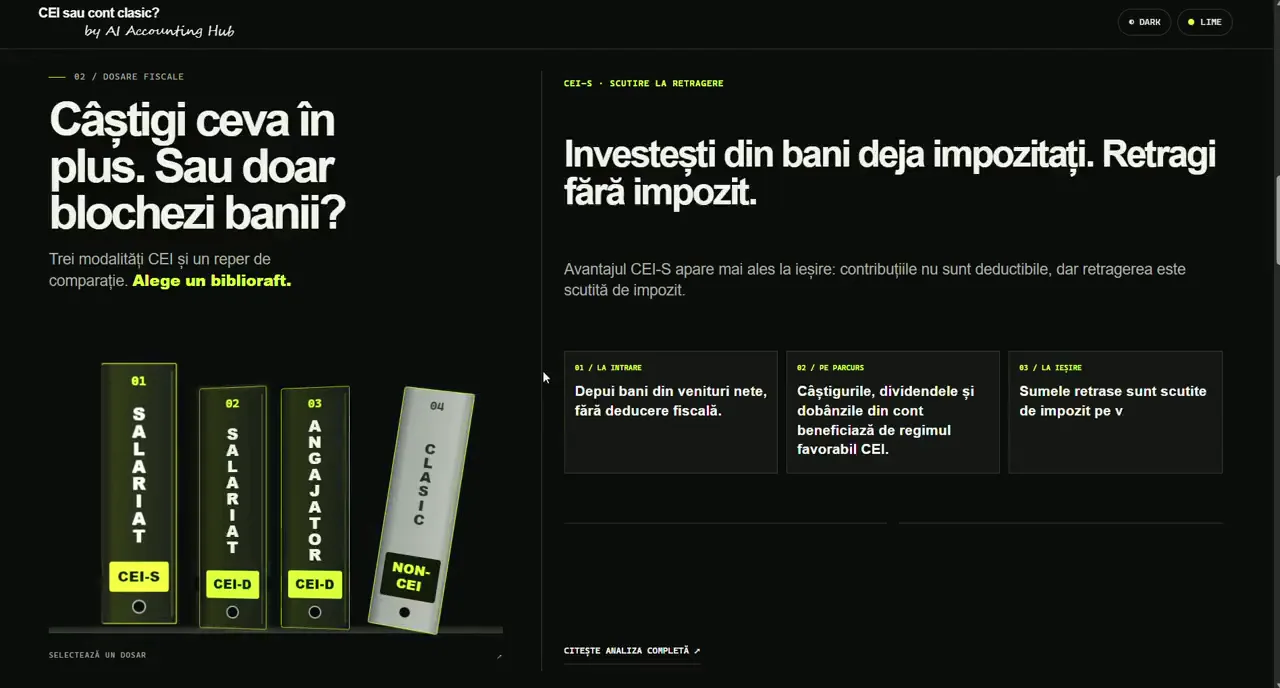 CEI sau cont clasic?
by AI Accounting Hub
DARK
LIME
02 / DOSARE FISCALE
Câștigi ceva în
plus. Sau doar
blochezi banii?
Trei modalități CEI și un reper de
comparație. Alege un biblioraft.
01
SALARIAT
CEI-S
02
SALARIAT
CEI-D
03
ANGAJATOR
CEI-D
04
CLASIC
NON-
CEI
SELECTEAZĂ UN DOSAR
CEI-S · SCUTIRE LA RETRAGERE
Investești din bani deja impozitați. Retragi
fără impozit.
Avantajul CEI-S apare mai ales la ieșire: contribuțiile nu sunt deductibile, dar retragerea este
scutită de impozit.
01 / LA INTRARE
Depui bani din venituri nete,
fără deducere fiscală.
02 / PE PARCURS
Câștigurile, dividendele și
dobânzile din cont
beneficiază de regimul
favorabil CEI.
03 / LA IEȘIRE
Sumele retrase sunt scutite
de impozit pe v
CITEȘTE ANALIZA COMPLETĂ ↗